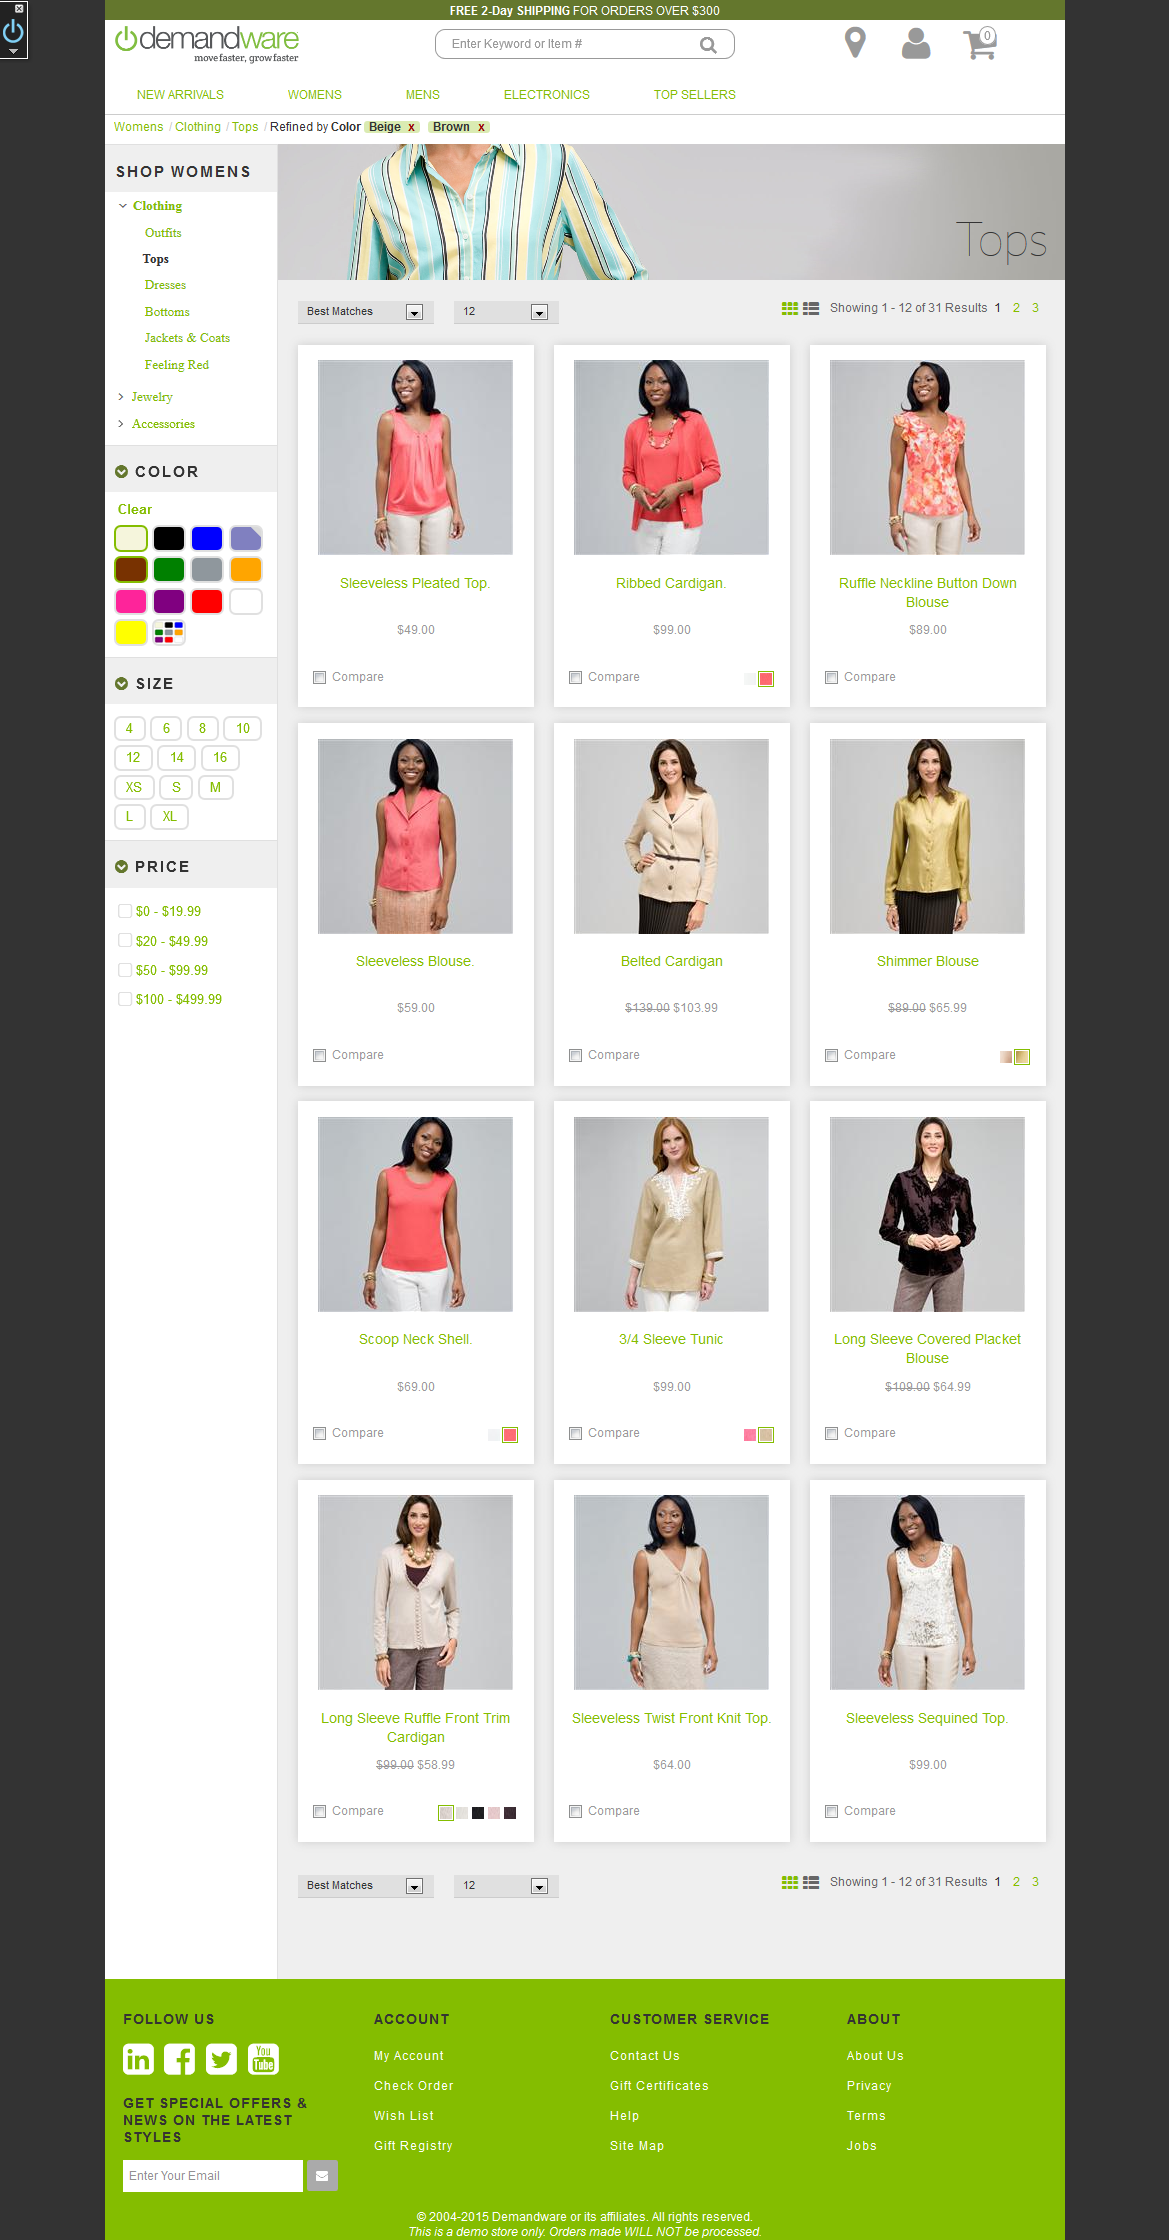 FREE 2-Day SHIPPING FOR ORDERS OVER $300
demandware
move faster, grow faster
Enter Keyword or Item #
0
NEW ARRIVALS WOMENS MENS ELECTRONICS TOP SELLERS
Womens / Clothing / Tops / Refined by Color Beige x Brown x
SHOP WOMENS
Clothing
Outfits
Tops
Dresses
Bottoms
Jackets & Coats
Feeling Red
Jewelry
Accessories
COLOR
Clear
SIZE
4 6 8 10
12 14 16
XS S M
L XL
PRICE
$0 - $19.99
$20 - $49.99
$50 - $99.99
$100 - $499.99
Tops
Best Matches 12 Showing 1 - 12 of 31 Results 1 2 3
Sleeveless Pleated Top.
$49.00
Compare
Ribbed Cardigan.
$99.00
Compare
Ruffle Neckline Button Down
Blouse
$89.00
Compare
Sleeveless Blouse.
$59.00
Compare
Belted Cardigan
$139.00 $103.99
Compare
Shimmer Blouse
$89.00 $65.99
Compare
Scoop Neck Shell.
$69.00
Compare
3/4 Sleeve Tunic
$99.00
Compare
Long Sleeve Covered Placket
Blouse
$109.00 $64.99
Compare
Long Sleeve Ruffle Front Trim
Cardigan
$99.00 $58.99
Compare
Sleeveless Twist Front Knit Top.
$64.00
Compare
Sleeveless Sequined Top.
$99.00
Compare
Best Matches 12 Showing 1 - 12 of 31 Results 1 2 3
FOLLOW US
in f You Tube
GET SPECIAL OFFERS &
NEWS ON THE LATEST
STYLES
Enter Your Email
ACCOUNT
My Account
Check Order
Wish List
Gift Registry
CUSTOMER SERVICE
Contact Us
Gift Certificates
Help
Site Map
ABOUT
About Us
Privacy
Terms
Jobs
© 2004-2015 Demandware or its affiliates. All rights reserved.
This is a demo store only. Orders made WILL NOT be processed.